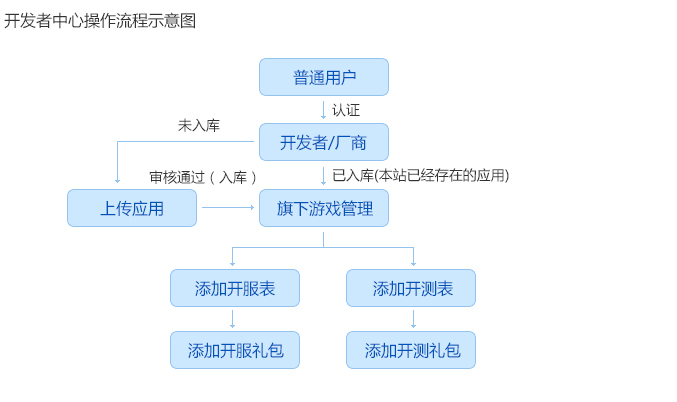 开发者中心操作流程示意图
普通用户
认证
未入库
开发者/厂商
审核通过（入库）
已入库(本站已经存在的应用)
上传应用
旗下游戏管理
添加开服表
添加开测表
添加开服礼包
添加开测礼包